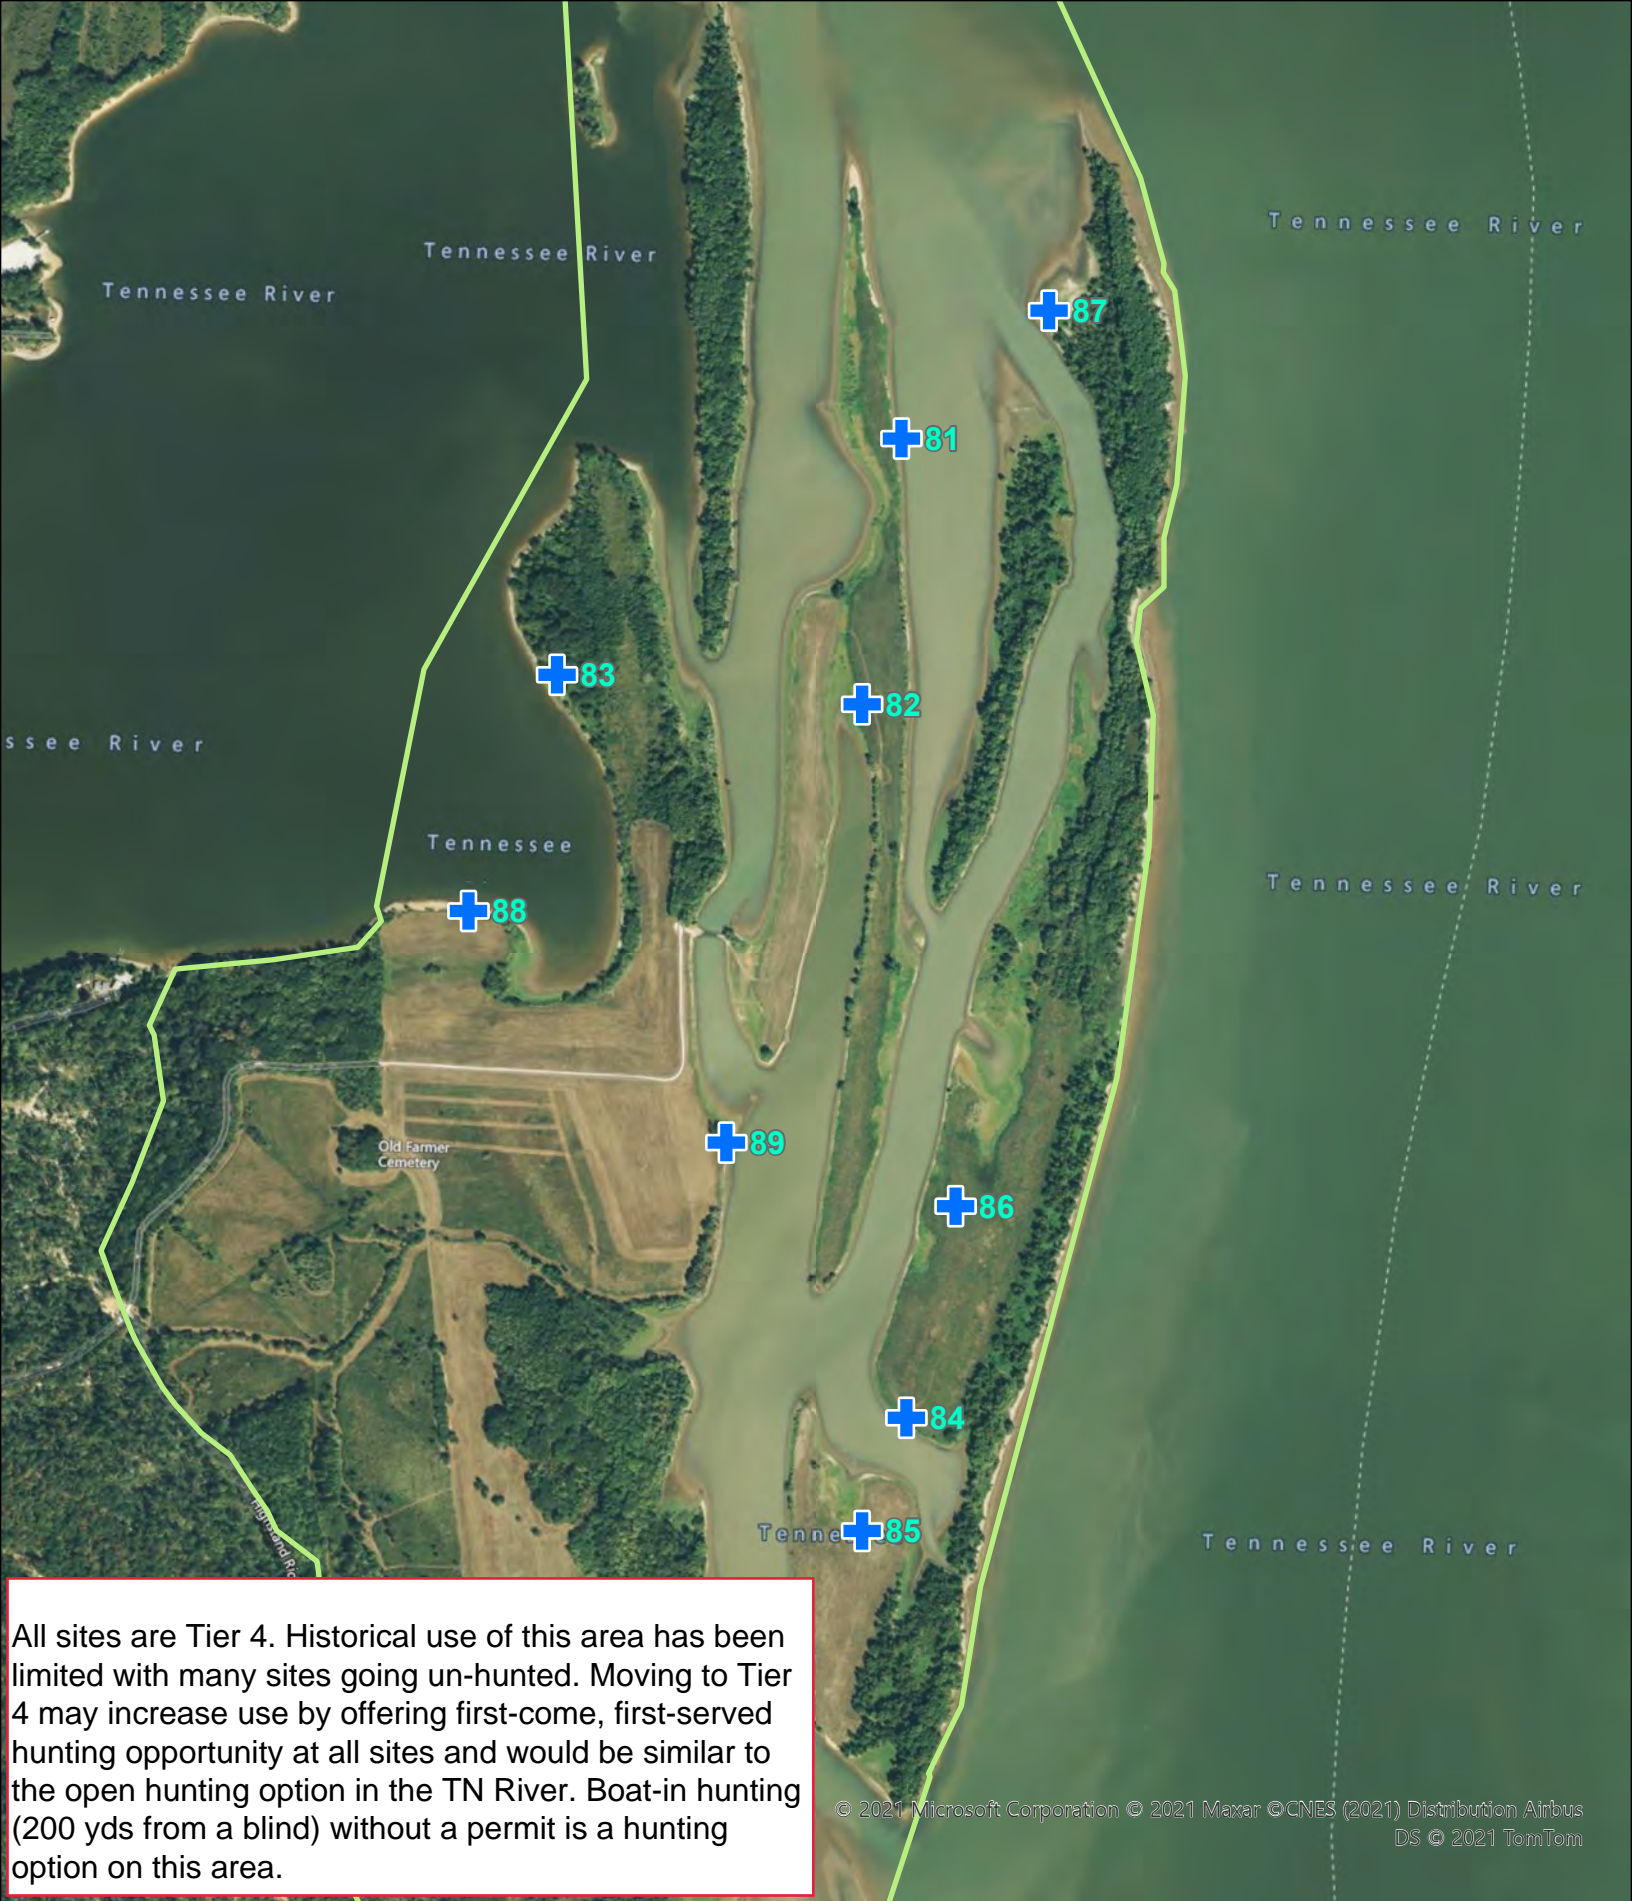 Tennessee River
Tennessee River
Tennessee River
87
81
83
82
ssee River
Tennessee
Tennessee River
88
89
Old Farmer
Cemetery
86
84
85
Tenne
Tennessee River
All sites are Tier 4. Historical use of this area has been
limited with many sites going un-hunted. Moving to Tier
4 may increase use by offering first-come, first-served
hunting opportunity at all sites and would be similar to
the open hunting option in the TN River. Boat-in hunting
(200 yds from a blind) without a permit is a hunting
option on this area.
© 2021 Microsoft Corporation © 2021 Maxar ©CNES (2021) Distribution Airbus
DS © 2021 TomTom